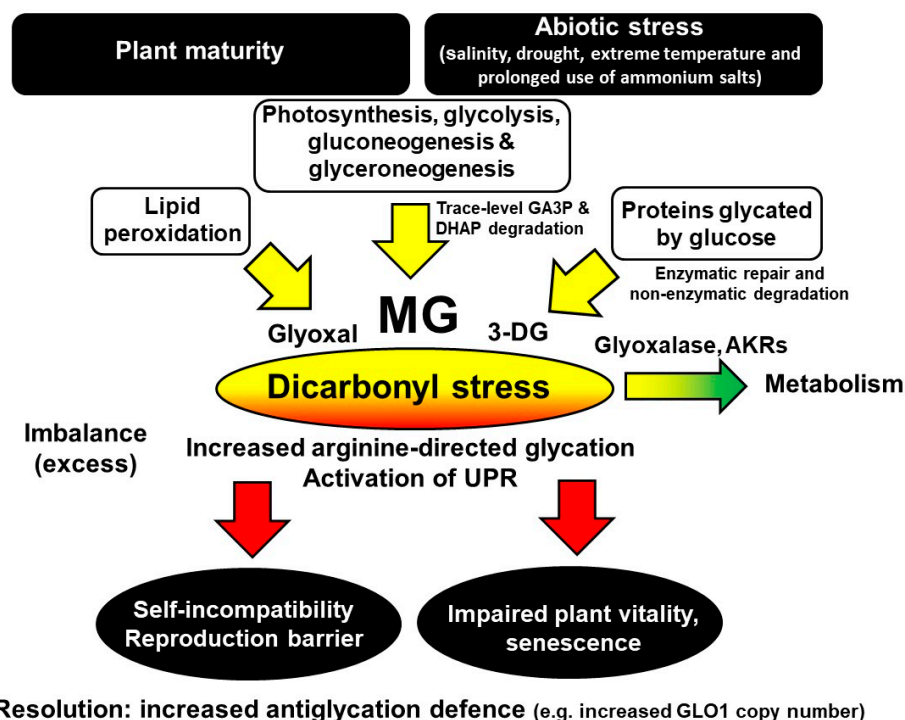 Plant maturity
Abiotic stress
(salinity, drought, extreme temperature and
prolonged use of ammonium salts)
Photosynthesis, glycolysis,
gluconeogenesis &
glyceroneogenesis
Lipid
peroxidation
Trace-level GA3P &
DHAP degradation
Proteins glycated
by glucose
Enzymatic repair and
non-enzymatic degradation
Glyoxal
MG
3-DG
Glyoxalase, AKRs
Dicarbonyl stress
Metabolism
Imbalance
(excess)
Increased arginine-directed glycation
Activation of UPR
Self-incompatibility
Reproduction barrier
Impaired plant vitality,
senescence
Resolution: increased antiglycation defence (e.g. increased GLO1 copy number)